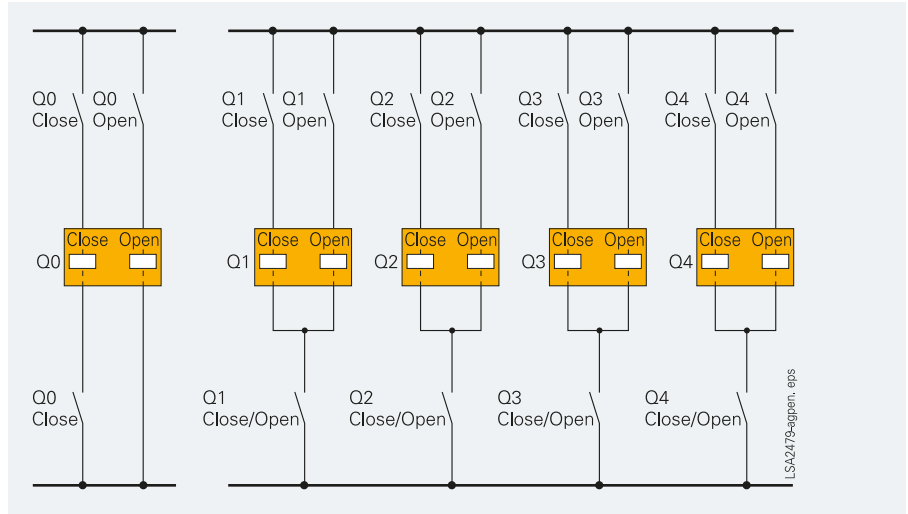 Q0 Q0 Q1 Q1 Q2 Q2 Q3 Q3 Q4 Q4
Close Open Close Open Close Open Close Open Close Open
Close Open Close Open Close Open Close Open Close Open
Q0 Q1 Q2 Q3 Q4
Q0 Q1 Q2 Q3 Q4
Close Close/Open Close/Open Close/Open Close/Open
LSA2479-agpen. eps